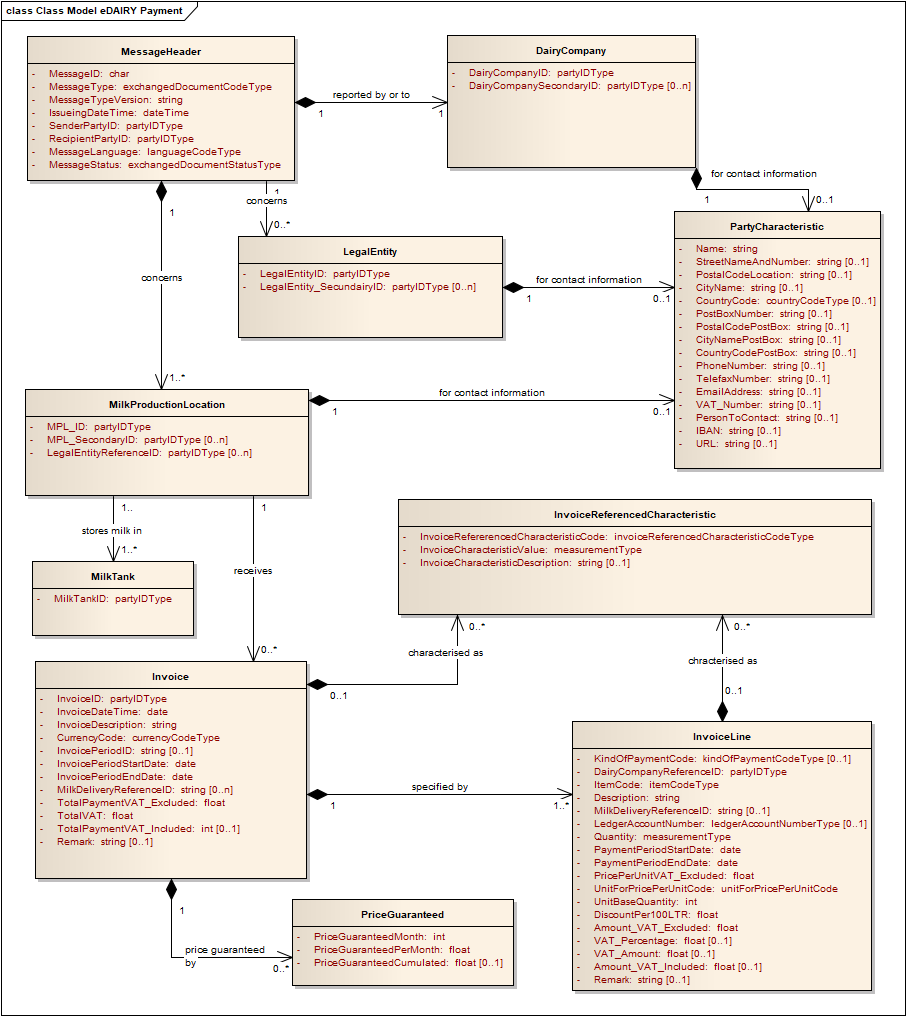 class Class Model eDAIRY Payment
MessageHeader
- MessageID: char
- MessageType: exchangedDocumentCodeType
- MessageTypeVersion: string
- IssueingDateTime: dateTime
- SenderPartyID: partyIDType
- RecipientPartyID: partyIDType
- MessageLanguage: languageCodeType
- MessageStatus: exchangedDocumentStatusType
reported by or to
1
1
DairyCompany
- DairyCompanyID: partyIDType
- DairyCompanySecondaryID: partyIDType [0..n]
for contact information
1
0..1
1
concerns
0..*
1
concerns
1..*
LegalEntity
- LegalEntityID: partyIDType
- LegalEntity_SecundairyID: partyIDType [0..n]
for contact information
1
0..1
PartyCharacteristic
- Name: string
- StreetNameAndNumber: string [0..1]
- PostalCodeLocation: string [0..1]
- CityName: string [0..1]
- CountryCode: countryCodeType [0..1]
- PostBoxNumber: string [0..1]
- PostalCodePostBox: string [0..1]
- CityNamePostBox: string [0..1]
- CountryCodePostBox: string [0..1]
- PhoneNumber: string [0..1]
- TelefaxNumber: string [0..1]
- EmailAddress: string [0..1]
- VAT_Number: string [0..1]
- PersonToContact: string [0..1]
- IBAN: string [0..1]
- URL: string [0..1]
MilkProductionLocation
- MPL_ID: partyIDType
- MPL_SecondaryID: partyIDType [0..n]
- LegalEntityReferenceID: partyIDType [0..n]
for contact information
1
0..1
1..
stores milk in
1..*
1
receives
0..*
MilkTank
- MilkTankID: partyIDType
InvoiceReferencedCharacteristic
- InvoiceRefererencedCharacteristicCode: invoiceReferencedCharacteristicCodeType
- InvoiceCharacteristicValue: measurementType
- InvoiceCharacteristicDescription: string [0..1]
0..*
characterised as
0..1
0..*
chracterised as
0..1
Invoice
- InvoiceID: partyIDType
- InvoiceDateTime: date
- InvoiceDescription: string
- CurrencyCode: currencyCodeType
- InvoicePeriodID: string [0..1]
- InvoicePeriodStartDate: date
- InvoicePeriodEndDate: date
- MilkDeliveryReferenceID: string [0..n]
- TotalPaymentVAT_Excluded: float
- TotalVAT: float
- TotalPaymentVAT_Included: int [0..1]
- Remark: string [0..1]
specified by
1
1..*
InvoiceLine
- KindOfPaymentCode: kindOfPaymentCodeType [0..1]
- DairyCompanyReferenceID: partyIDType
- ItemCode: itemCodeType
- Description: string
- MilkDeliveryReferenceID: string [0..1]
- LedgerAccountNumber: ledgerAccountNumberType [0..1]
- Quantity: measurementType
- PaymentPeriodStartDate: date
- PaymentPeriodEndDate: date
- PricePerUnitVAT_Excluded: float
- UnitForPricePerUnitCode: unitForPricePerUnitCode
- UnitBaseQuantity: int
- DiscountPer100LTR: float
- Amount_VAT_Excluded: float
- VAT_Percentage: float [0..1]
- VAT_Amount: float [0..1]
- Amount_VAT_Included: float [0..1]
- Remark: string [0..1]
1
price guaranteed
by
0..*
PriceGuaranteed
- PriceGuaranteedMonth: int
- PriceGuaranteedPerMonth: float
- PriceGuaranteedCumulated: float [0..1]